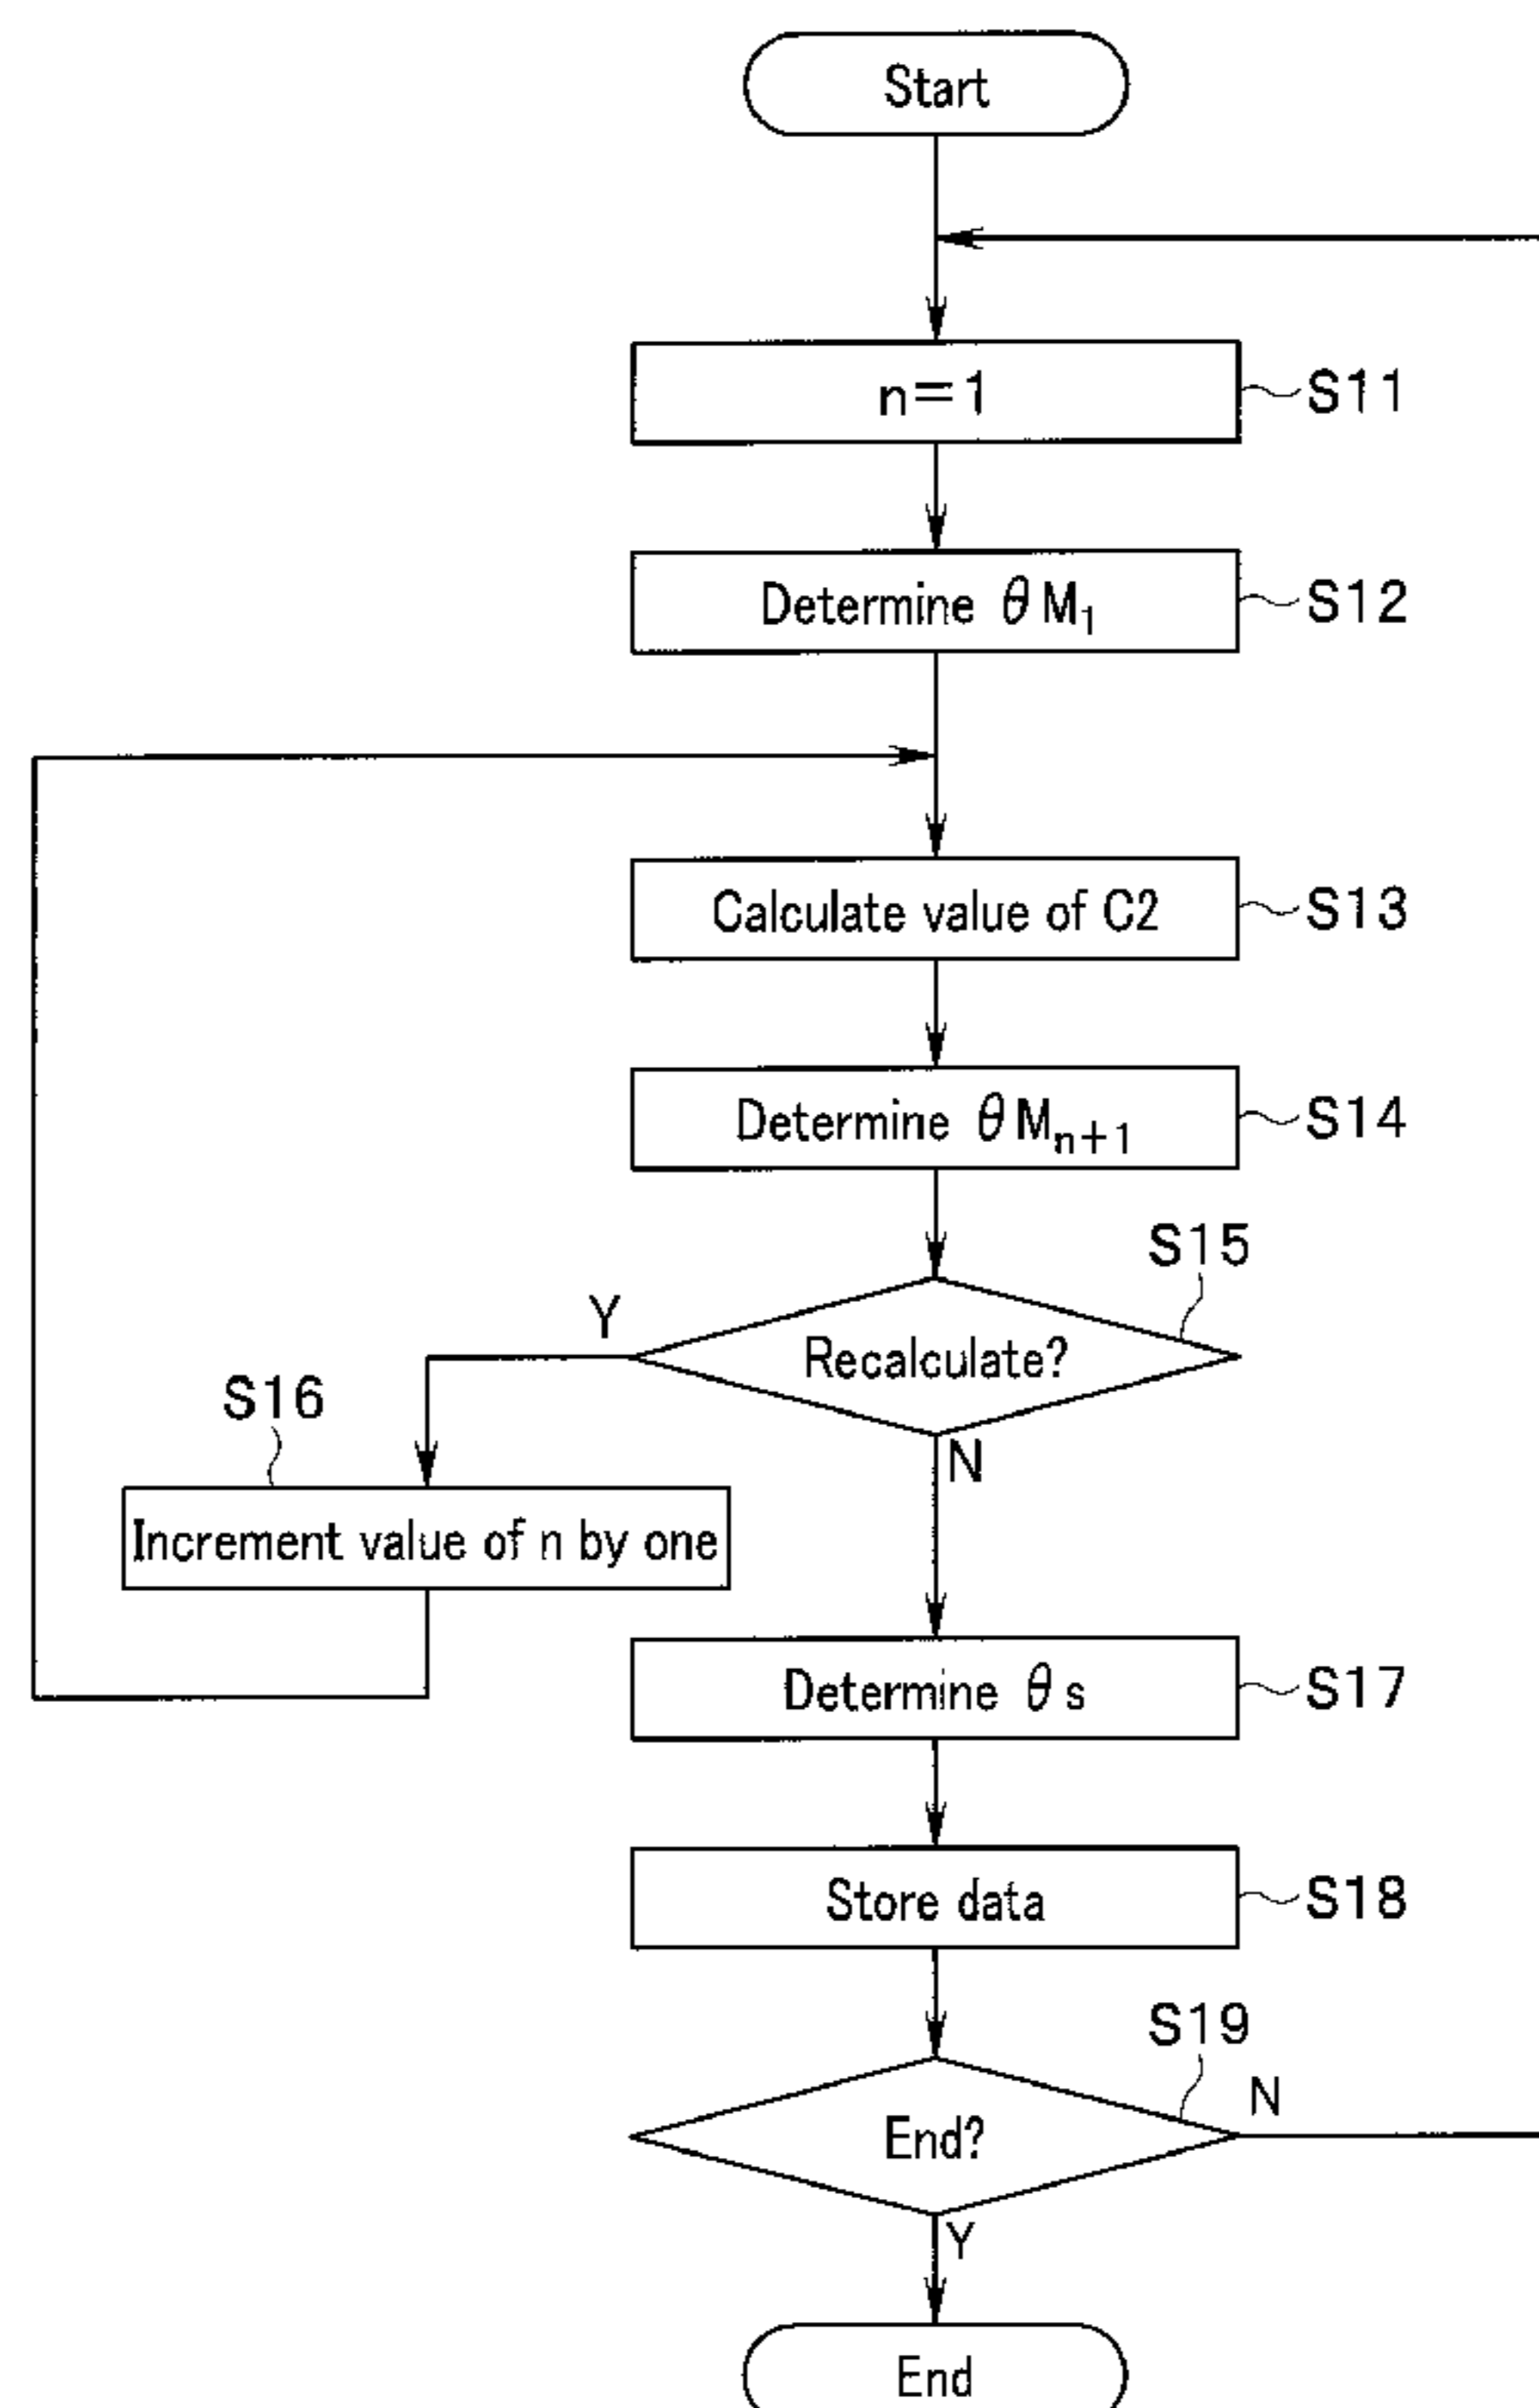 Start
n=1
S11
Determine θM₁
S12
Calculate value of C2
S13
Determine θMₙ₊₁
S14
S15
Y
Recalculate?
S16
N
Increment value of n by one
Determine θs
S17
Store data
S18
S19
N
End?
Y
End